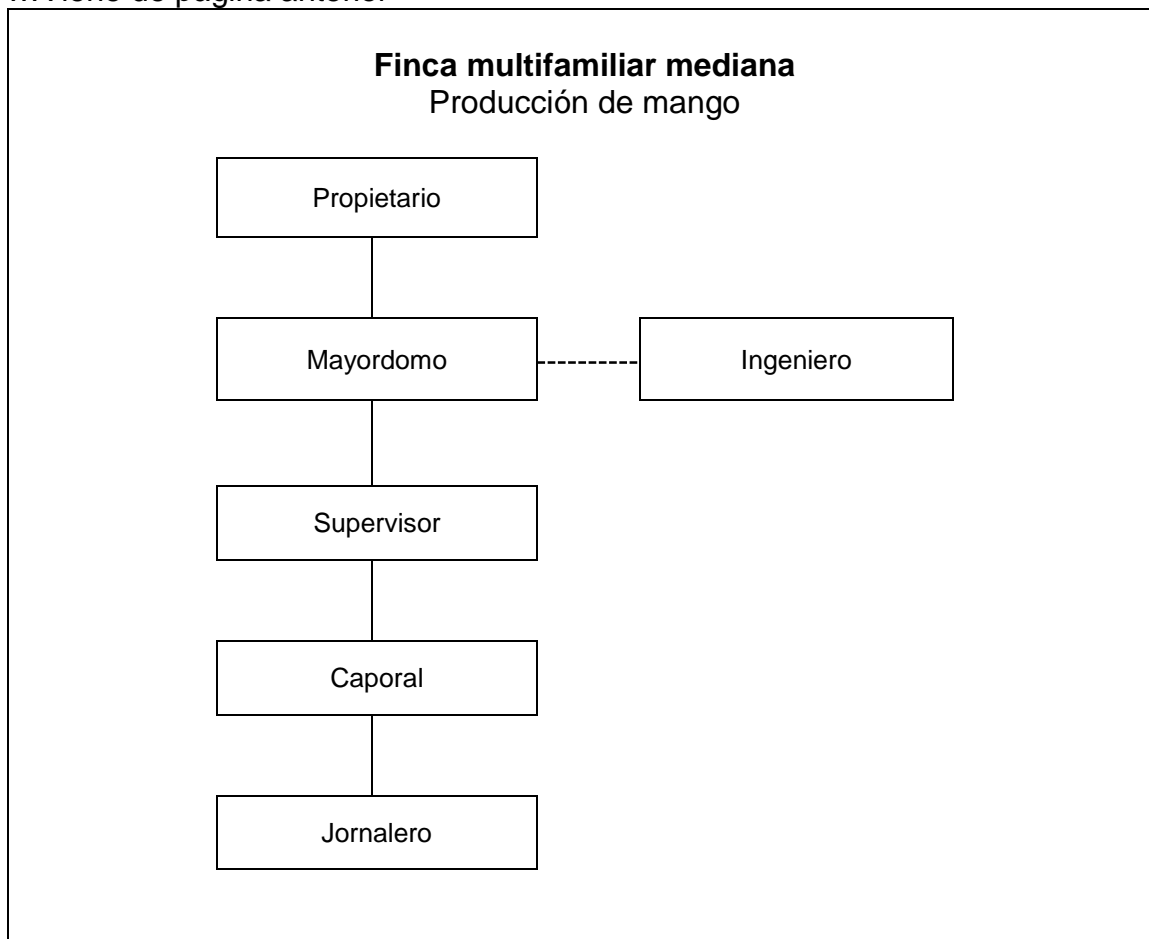 Finca multifamiliar mediana
Producción de mango
Propietario
Mayordomo
Ingeniero
Supervisor
Caporal
Jornalero